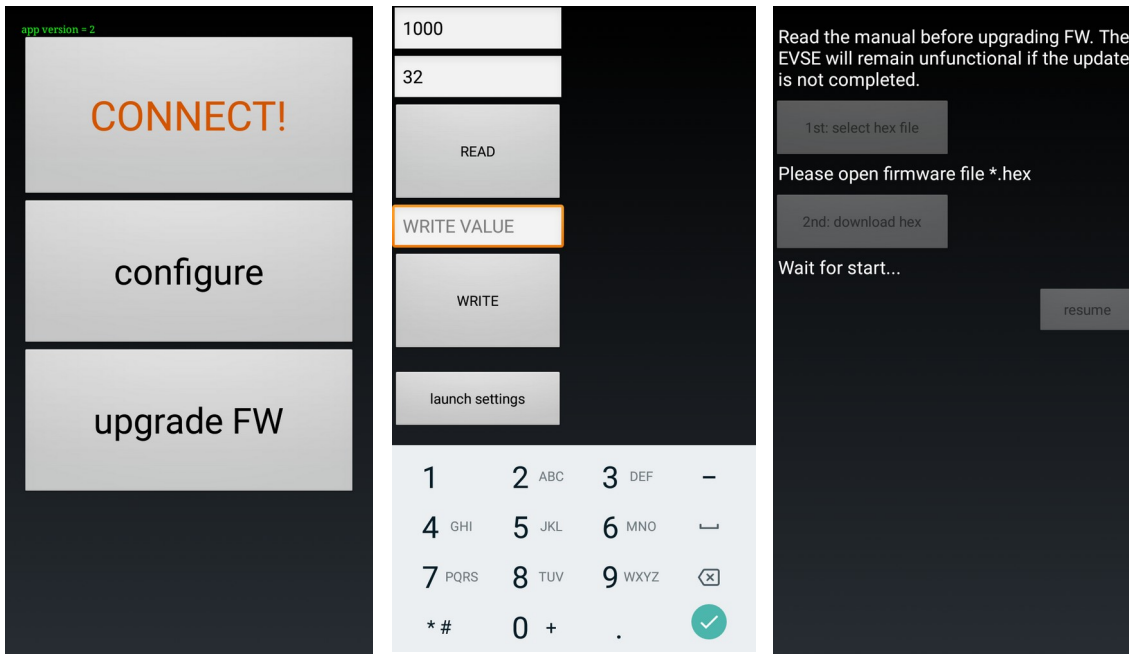 app version = 2
CONNECT!
configure
upgrade FW
1000
32
READ
WRITE VALUE
WRITE
launch settings
1 2 ABC 3 DEF –
4 GHI 5 JKL 6 MNO
7 PQRS 8 TUV 9 WXYZ
* # 0 + .
Read the manual before upgrading FW. The
EVSE will remain unfunctional if the update
is not completed.
1st: select hex file
Please open firmware file *.hex
2nd: download hex
Wait for start...
resume